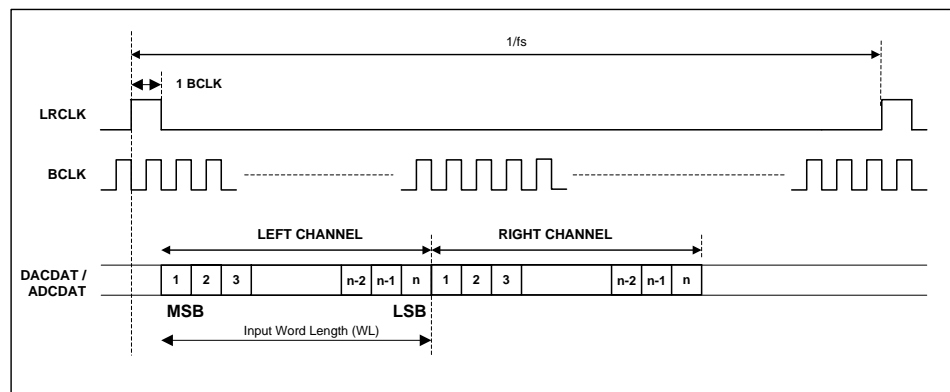 1/fs
1 BCLK
LRCLK
BCLK
LEFT CHANNEL RIGHT CHANNEL
DACDAT /
ADCDAT
1 2 3 n-2 n-1 n 1 2 3 n-2 n-1 n
MSB LSB
Input Word Length (WL)